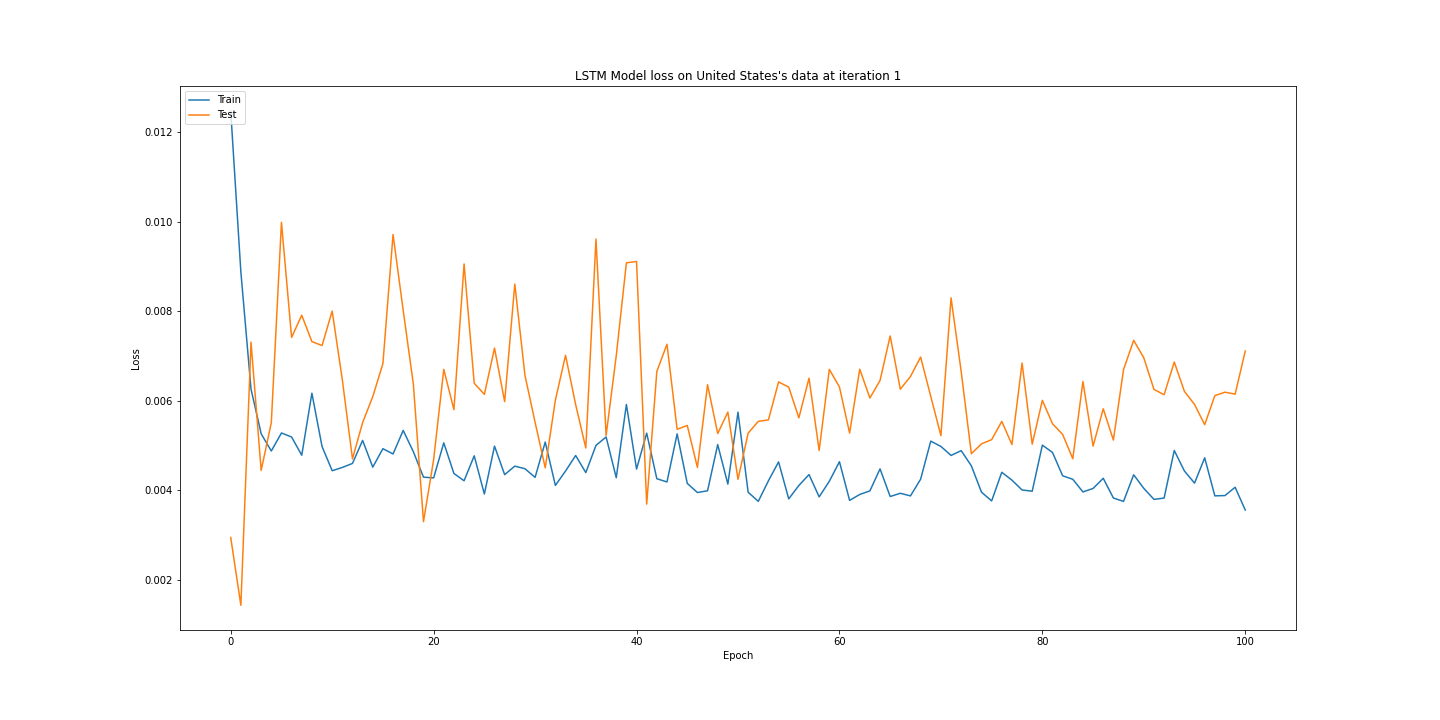 LSTM Model loss on United States's data at iteration 1
Train
Test
0.012
0.010
0.008
0.006
0.004
0.002
Loss
0 20 40 60 80 100
Epoch